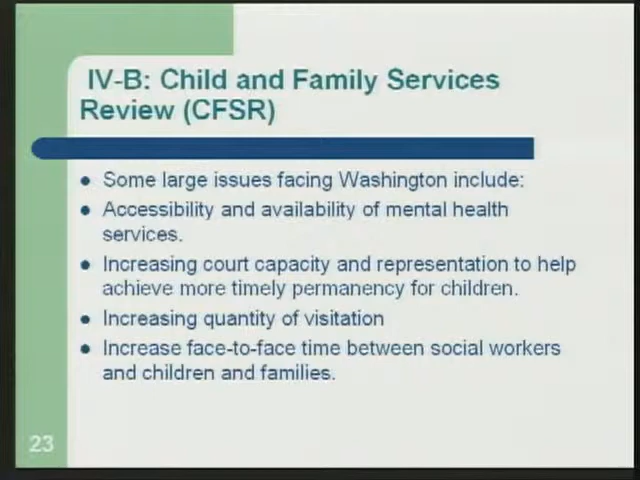 IV-B: Child and Family Services
Review (CFSR)
Some large issues facing Washington include:
Accessibility and availability of mental health
services.
Increasing court capacity and representation to help
achieve more timely permanency for children.
Increasing quantity of visitation
Increase face-to-face time between social workers
and children and families.
23